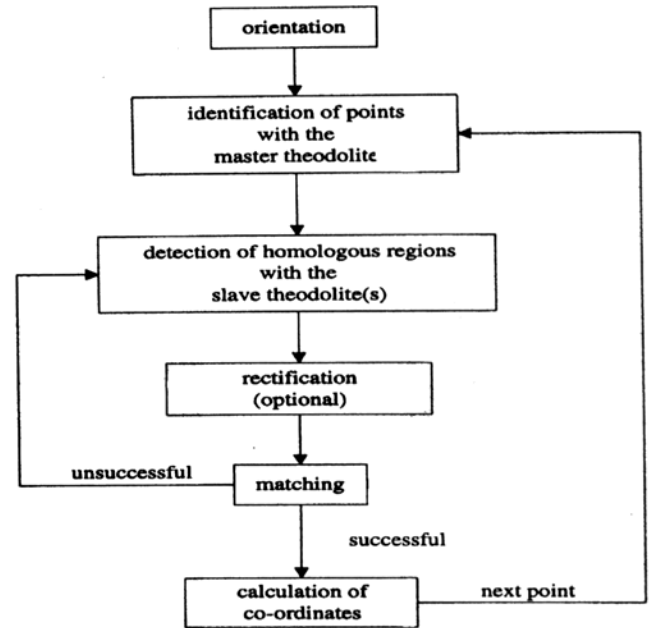 orientation
identification of points
with the
master theodolite
detection of homologous regions
with the
slave theodolite(s)
rectification
(optional)
unsuccessful
matching
successful
calculation of
co-ordinates
next point